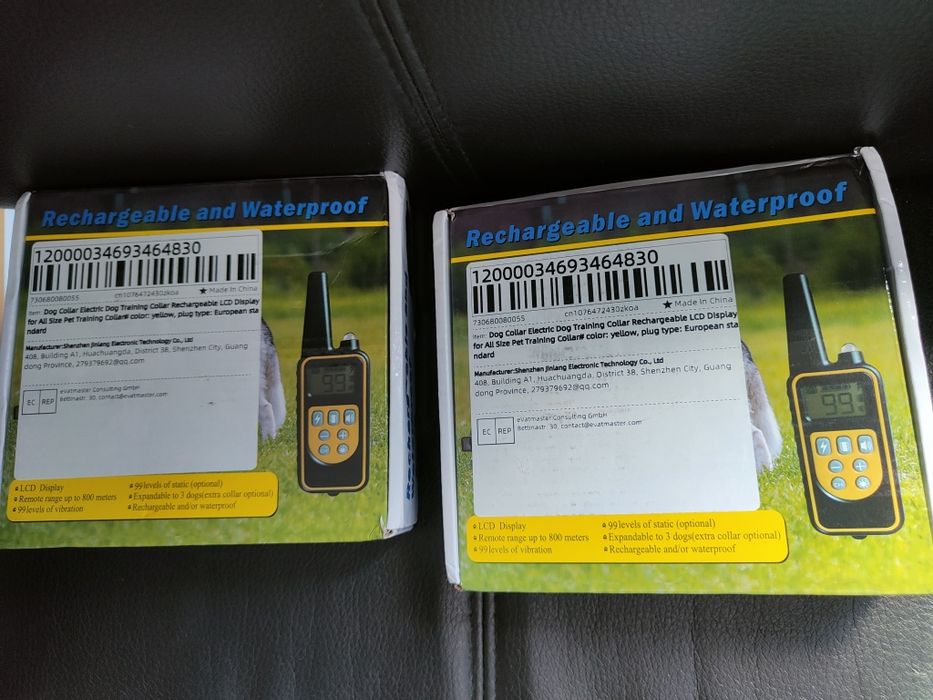 Rechargeable and Waterproof
12000034693464830
730680080055 cn1076472430zkoa ★ Made In China
Item: Dog Collar Electric Dog Training Collar Rechargeable LCD Display
for All Size Pet Training Collar# color: yellow, plug type: European sta
ndard
Manufacturer:Shenzhen Jinlang Electronic Technology Co., Ltd
408, Building A1, Huachuangda, District 38, Shenzhen City, Guang
dong Province, 279379692@qq.com
EC REP
evatmaster Consulting GmbH
Bettinastr. 30, contact@evatmaster.com
99
LCD Display
Remote range up to 800 meters
99 levels of vibration
99 levels of static (optional)
Expandable to 3 dogs(extra collar optional)
Rechargeable and/or waterproof
Rechargeable and Waterproof
12000034693464830
730680080055 cn1076472430zkoa ★ Made In China
Item: Dog Collar Electric Dog Training Collar Rechargeable LCD Display
for All Size Pet Training Collar# color: yellow, plug type: European sta
ndard
Manufacturer:Shenzhen Jinlang Electronic Technology Co., Ltd
408, Building A1, Huachuangda, District 38, Shenzhen City, Guang
dong Province, 279379692@qq.com
EC REP
evatmaster Consulting GmbH
Bettinastr. 30, contact@evatmaster.com
99
LCD Display
Remote range up to 800 meters
99 levels of vibration
99 levels of static (optional)
Expandable to 3 dogs(extra collar optional)
Rechargeable and/or waterproof